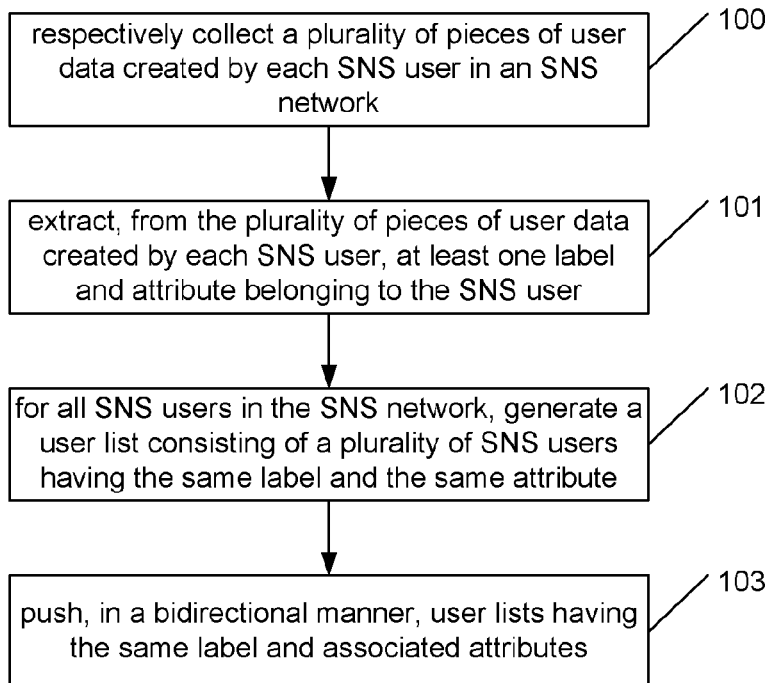 respectively collect a plurality of pieces of user
data created by each SNS user in an SNS
network
100
extract, from the plurality of pieces of user data
created by each SNS user, at least one label
and attribute belonging to the SNS user
101
for all SNS users in the SNS network, generate a
user list consisting of a plurality of SNS users
having the same label and the same attribute
102
push, in a bidirectional manner, user lists having
the same label and associated attributes
103